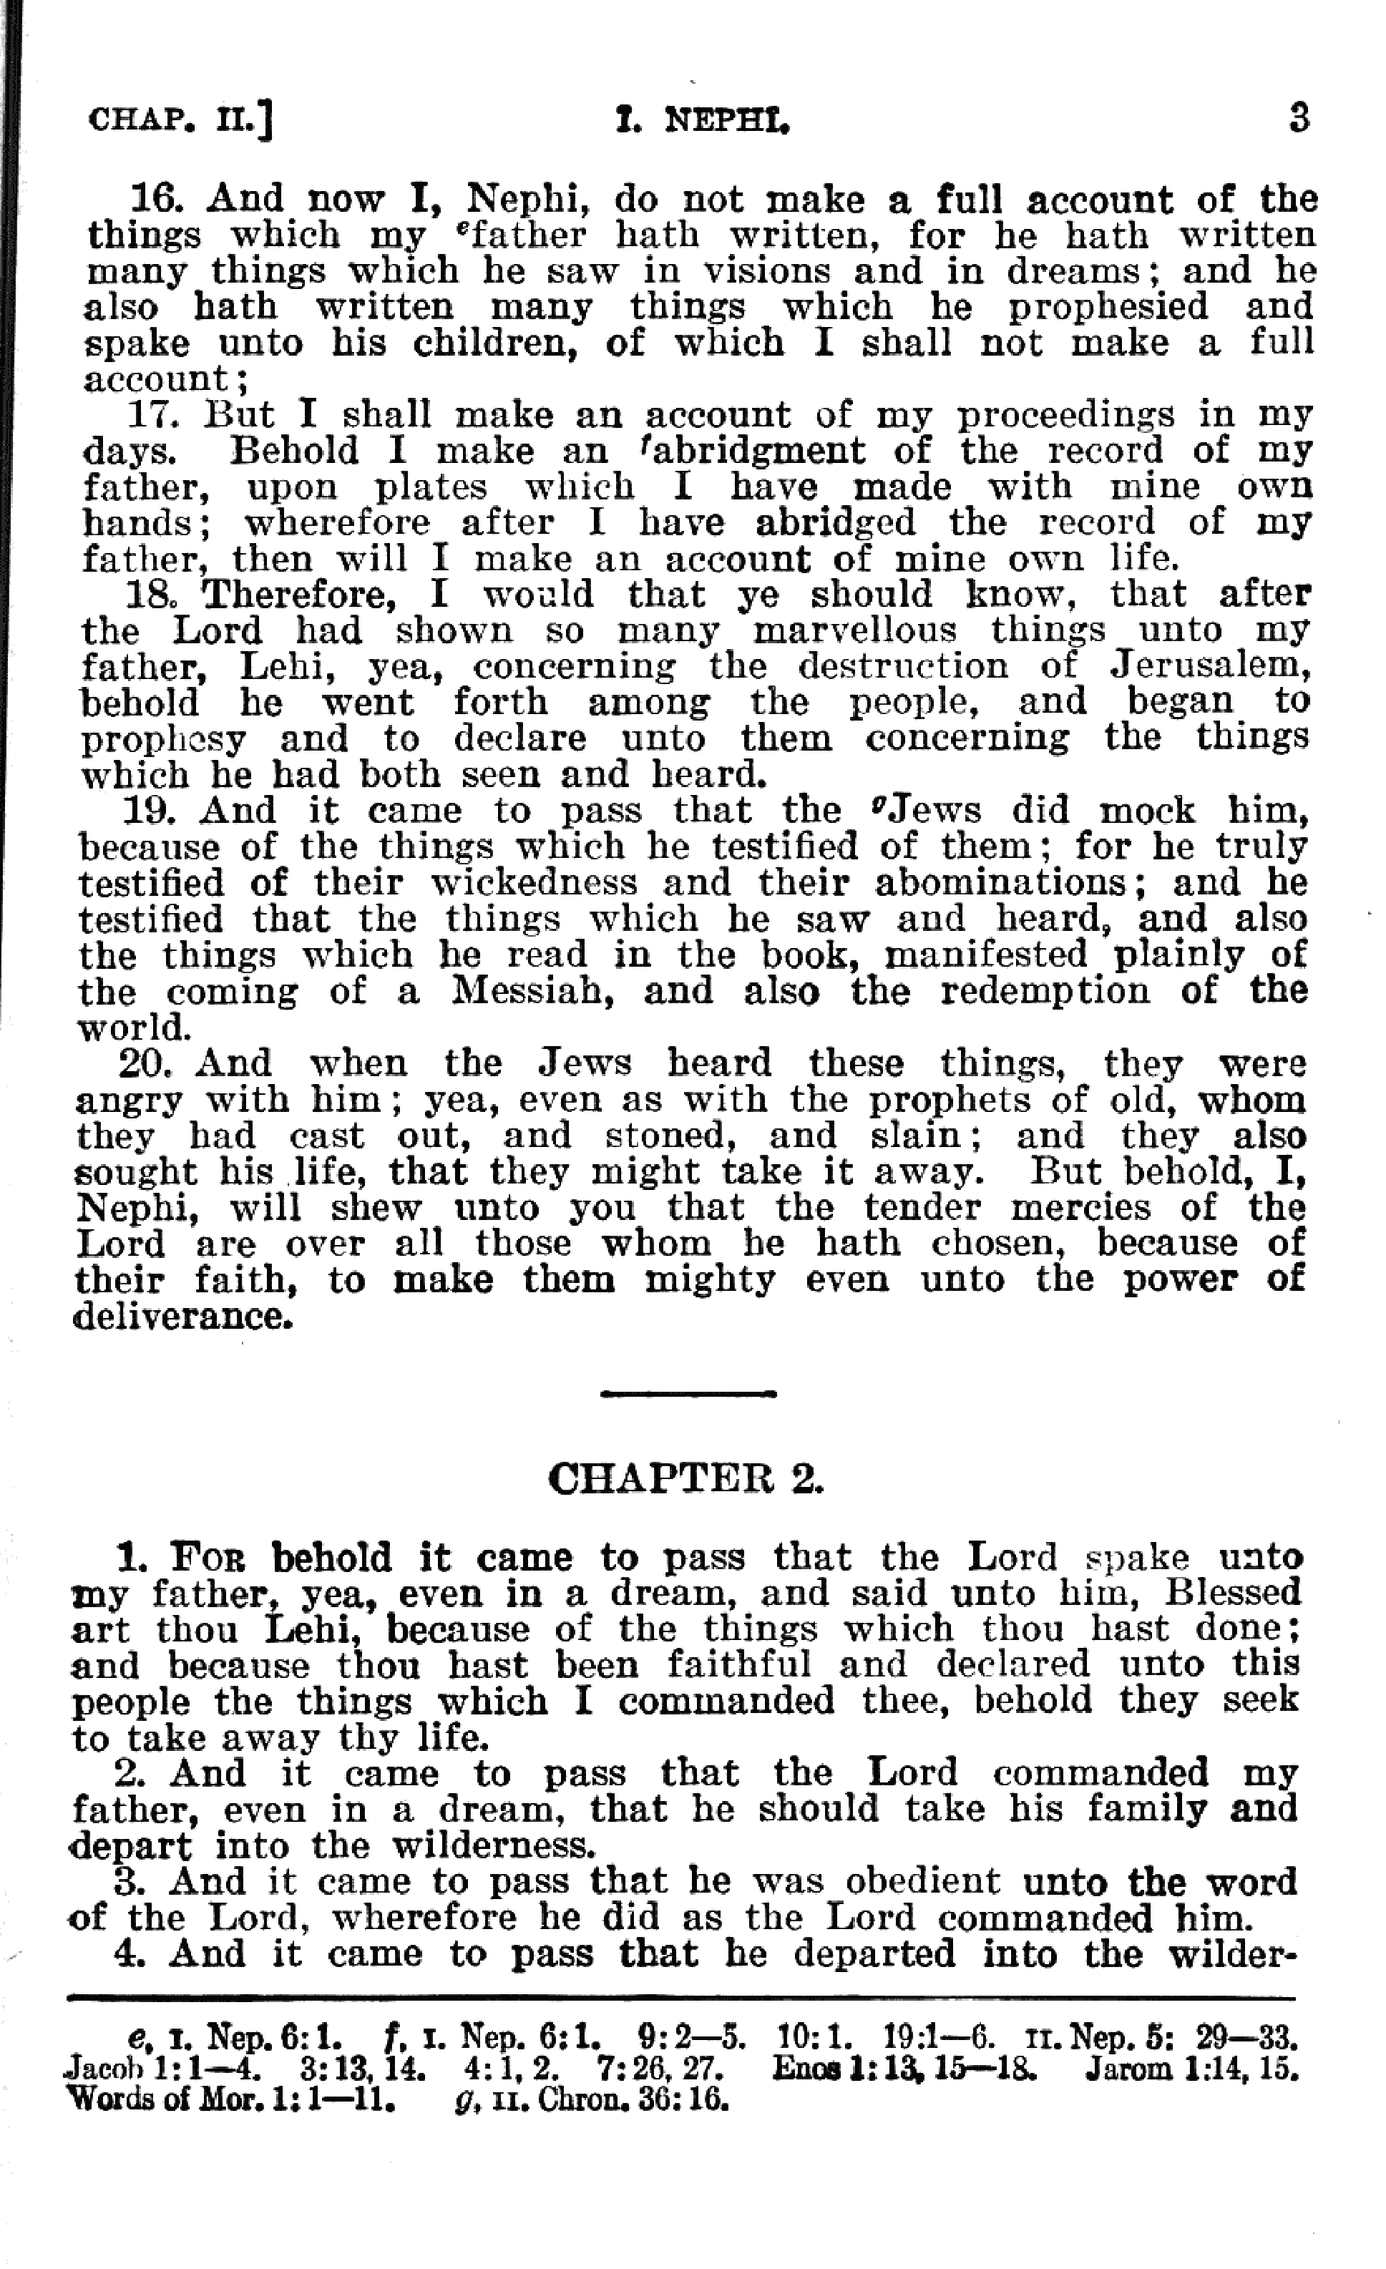 CHAP. II.] I. NEPHI. 3
16. And now I, Nephi, do not make a full account of the
things which my ᵉfather hath written, for he hath written
many things which he saw in visions and in dreams; and he
also hath written many things which he prophesied and
spake unto his children, of which I shall not make a full
account;
17. But I shall make an account of my proceedings in my
days. Behold I make an ᶠabridgment of the record of my
father, upon plates which I have made with mine own
hands; wherefore after I have abridged the record of my
father, then will I make an account of mine own life.
18. Therefore, I would that ye should know, that after
the Lord had shown so many marvellous things unto my
father, Lehi, yea, concerning the destruction of Jerusalem,
behold he went forth among the people, and began to
prophesy and to declare unto them concerning the things
which he had both seen and heard.
19. And it came to pass that the ᵍJews did mock him,
because of the things which he testified of them; for he truly
testified of their wickedness and their abominations; and he
testified that the things which he saw and heard, and also
the things which he read in the book, manifested plainly of
the coming of a Messiah, and also the redemption of the
world.
20. And when the Jews heard these things, they were
angry with him; yea, even as with the prophets of old, whom
they had cast out, and stoned, and slain; and they also
sought his life, that they might take it away. But behold, I,
Nephi, will shew unto you that the tender mercies of the
Lord are over all those whom he hath chosen, because of
their faith, to make them mighty even unto the power of
deliverance.
CHAPTER 2.
1. FOR behold it came to pass that the Lord spake unto
my father, yea, even in a dream, and said unto him, Blessed
art thou Lehi, because of the things which thou hast done;
and because thou hast been faithful and declared unto this
people the things which I commanded thee, behold they seek
to take away thy life.
2. And it came to pass that the Lord commanded my
father, even in a dream, that he should take his family and
depart into the wilderness.
3. And it came to pass that he was obedient unto the word
of the Lord, wherefore he did as the Lord commanded him.
4. And it came to pass that he departed into the wilder-
e, I. Nep. 6:1. f, I. Nep. 6:1. 9:2—5. 10:1. 19:1—6. II. Nep. 5: 29—33.
Jacob 1:1—4. 3:13, 14. 4:1, 2. 7:26, 27. Enos 1:13, 15—18. Jarom 1:14, 15.
Words of Mor. 1:1—11. g, II. Chron. 36:16.